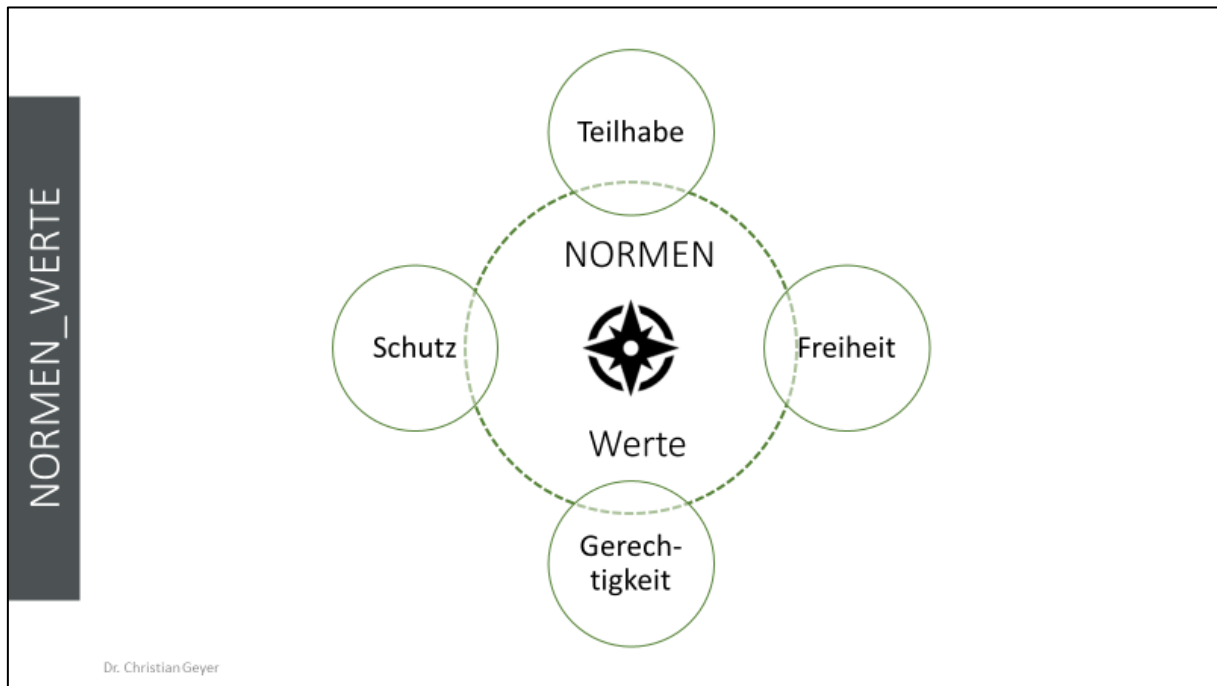 NORMEN_WERTE
Teilhabe
NORMEN
Schutz
Freiheit
Werte
Gerech-
tigkeit
Dr. Christian Geyer